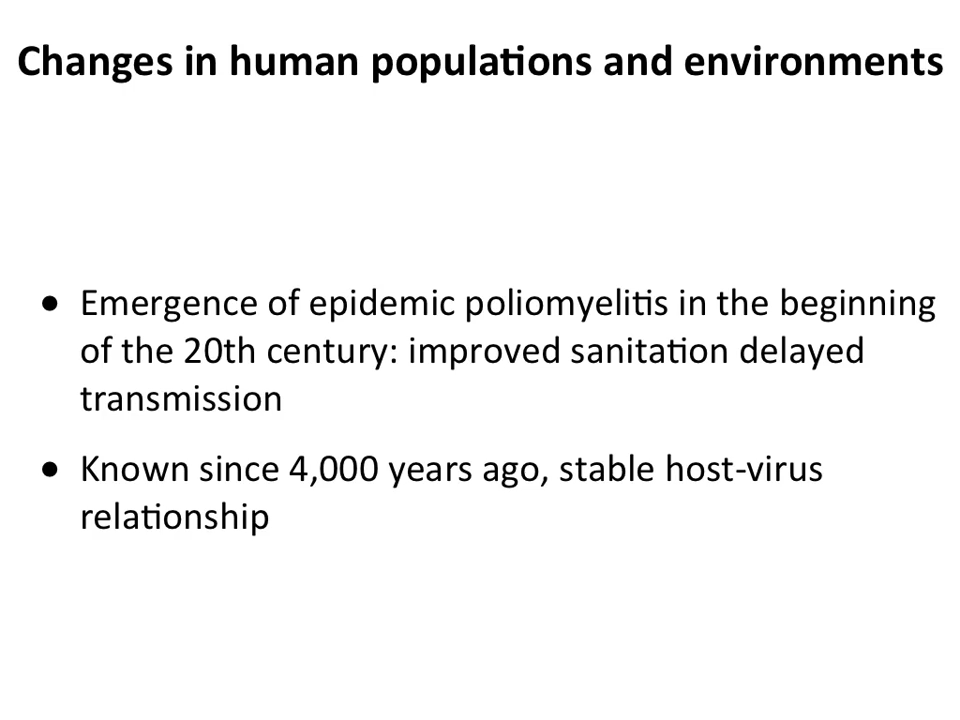 Changes in human populations and environments
• Emergence of epidemic poliomyelitis in the beginning
of the 20th century: improved sanitation delayed
transmission
• Known since 4,000 years ago, stable host-virus
relationship